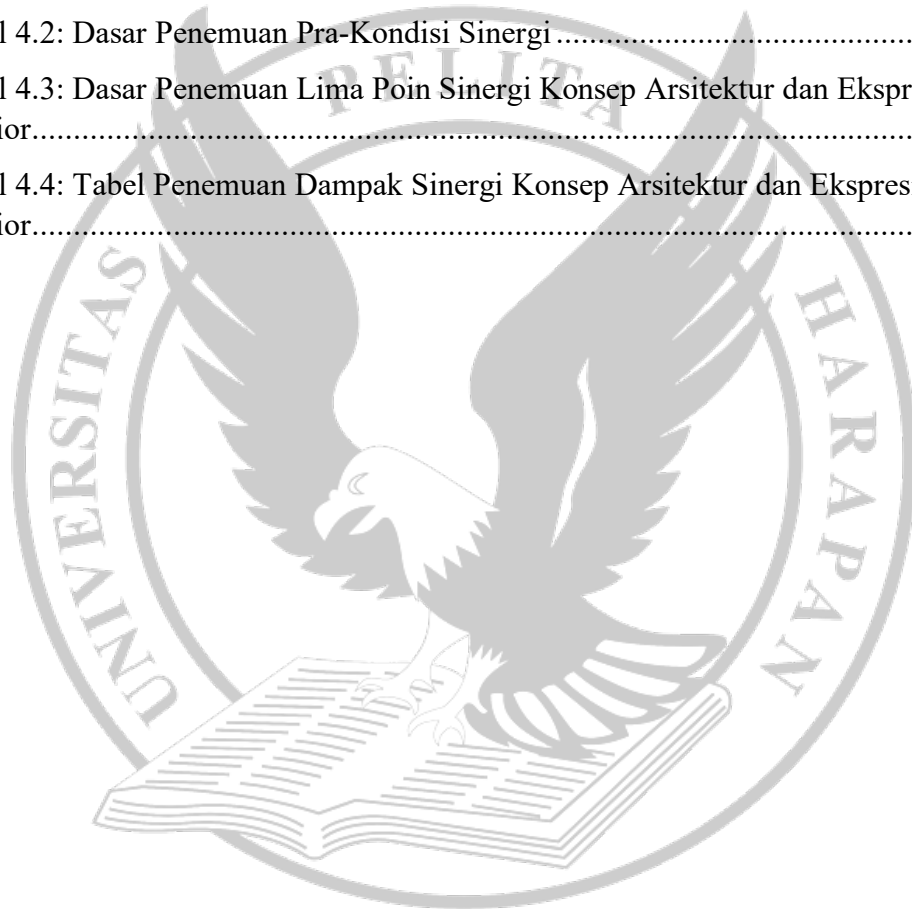 l 4.2: Dasar Penemuan Pra-Kondisi Sinergi
l 4.3: Dasar Penemuan Lima Poin Sinergi Konsep Arsitektur dan Ekspr
ior
l 4.4: Tabel Penemuan Dampak Sinergi Konsep Arsitektur dan Ekspresi
ior
UNIVERSITAS PELITA HARAPAN